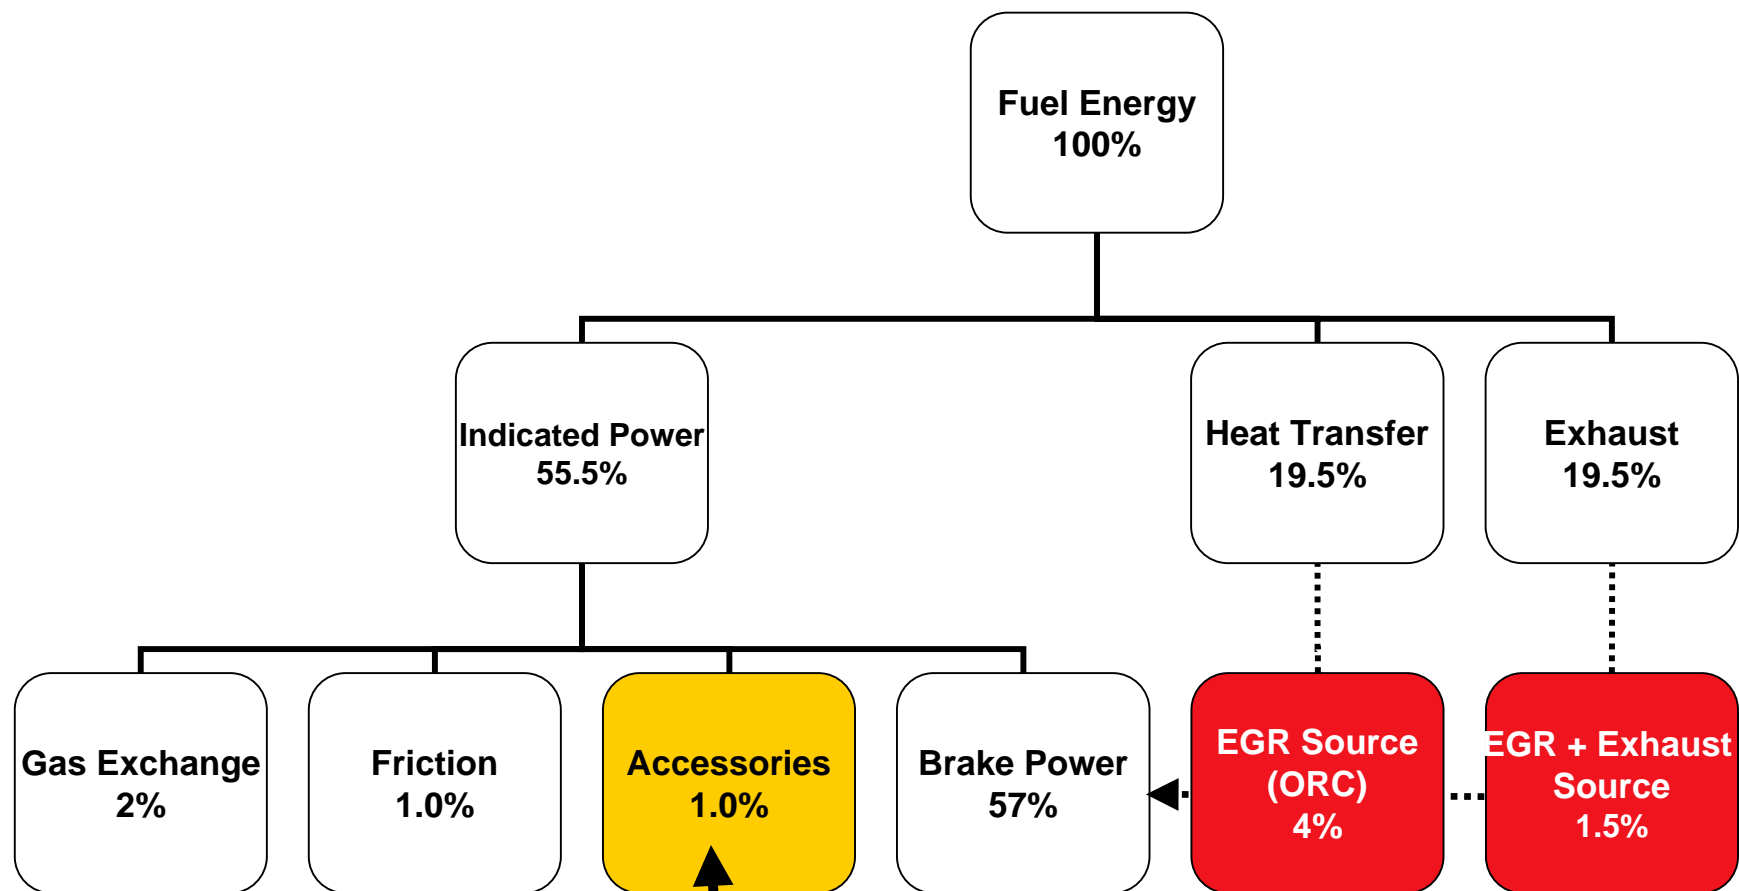 Fuel Energy
100%
Indicated Power
55.5%
Heat Transfer
19.5%
Exhaust
19.5%
Gas Exchange
2%
Friction
1.0%
Accessories
1.0%
Brake Power
57%
EGR Source
(ORC)
4%
EGR + Exhaust
Source
1.5%